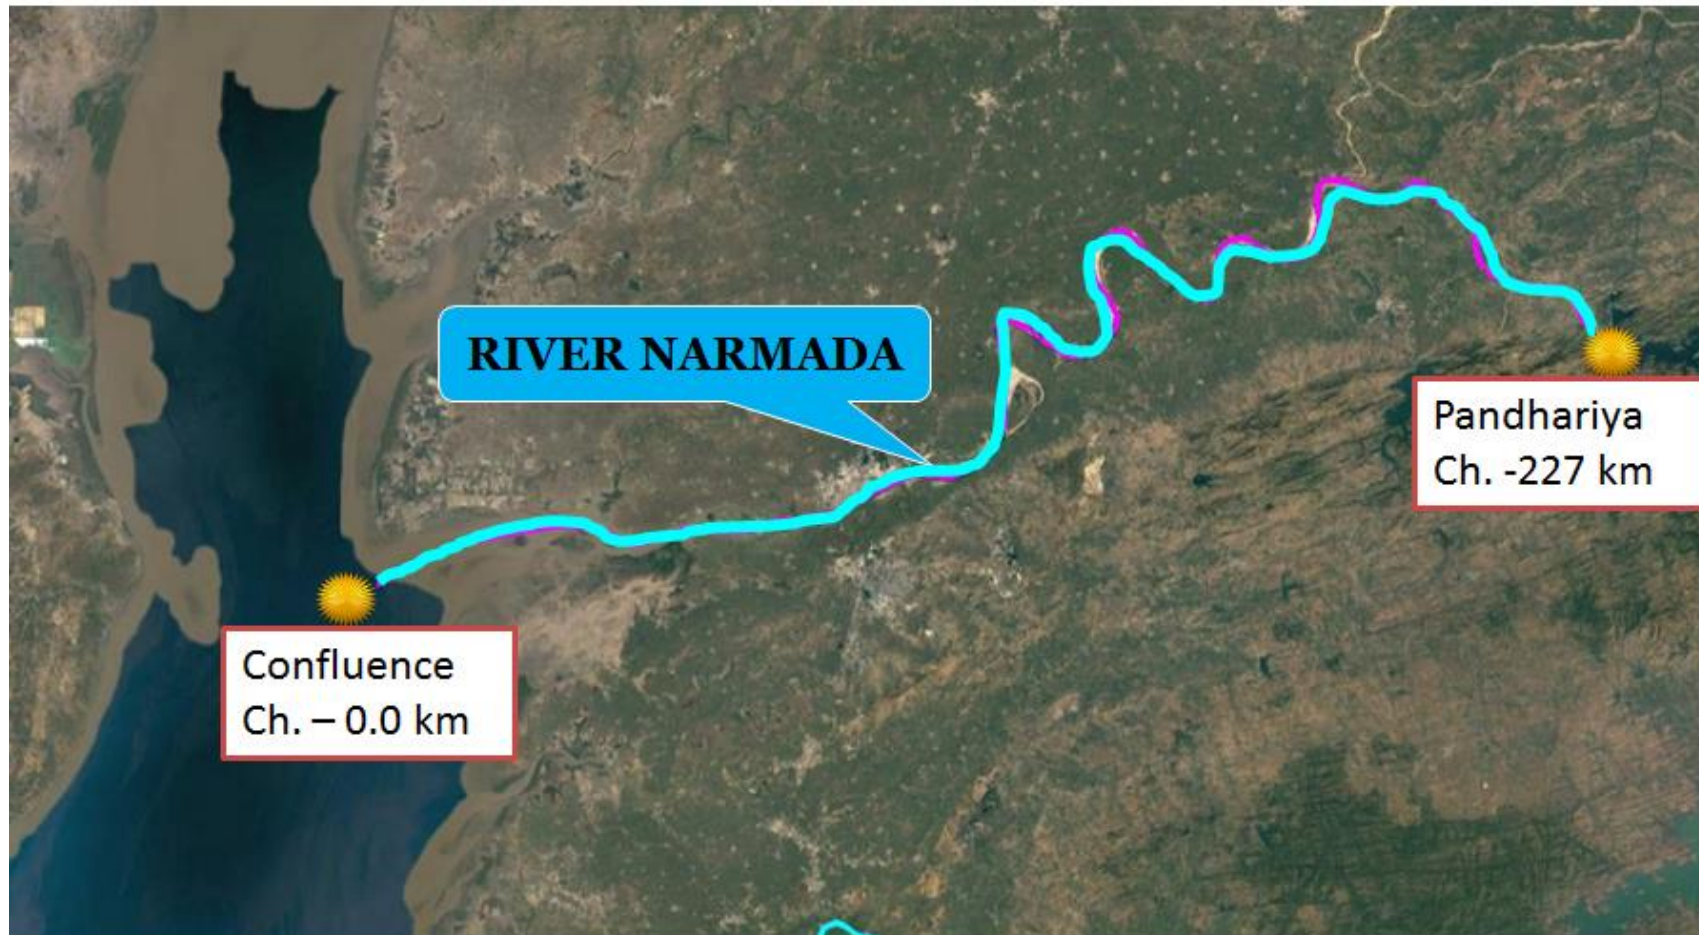 RIVER NARMADA
Pandhariya
Ch. -227 km
Confluence
Ch. – 0.0 km